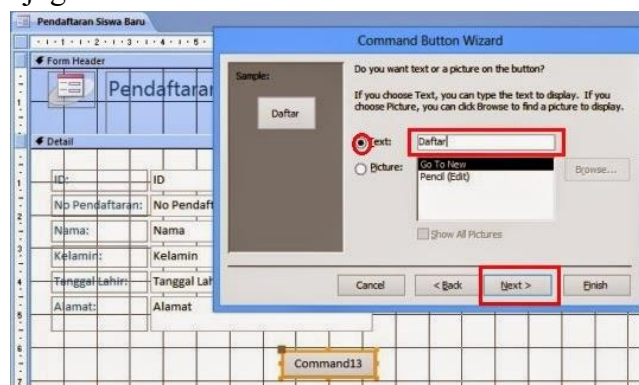 Pendaftaran Siswa Baru
Form Header
Pendaftaran
Detail
ID: ID
No Pendaftaran: No Pendaft
Nama: Nama
Kelamin: Kelamin
Tanggal Lahir: Tanggal Lah
Alamat: Alamat
Command13
Command Button Wizard
Sample:
Daftar
Do you want text or a picture on the button?
If you choose Text, you can type the text to display. If you
choose Picture, you can click Browse to find a picture to display.
Text: Daftar
Picture: Go To New
Pencil (Edit)
Browse...
Show All Pictures
Cancel < Back Next > Finish